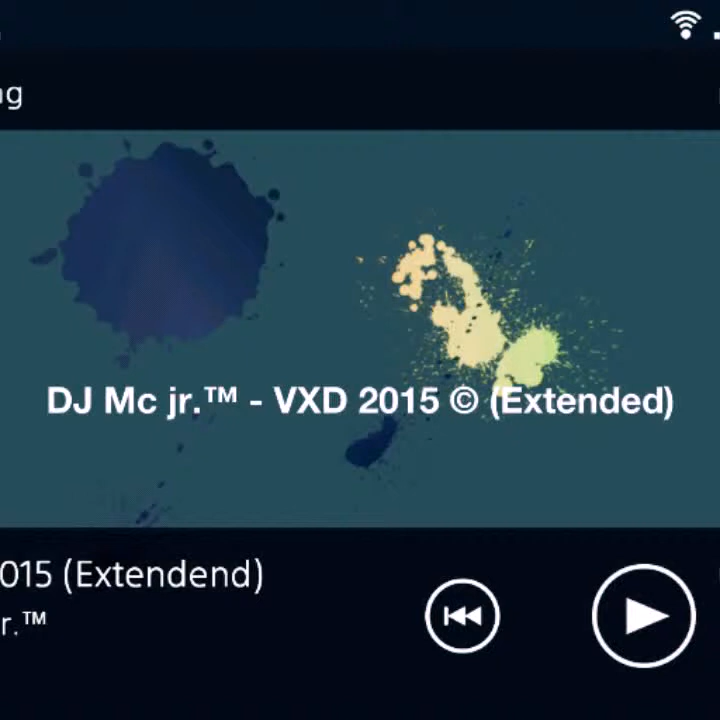 ng
DJ Mc jr.™ - VXD 2015 © (Extended)
015 (Extendend)
r.™